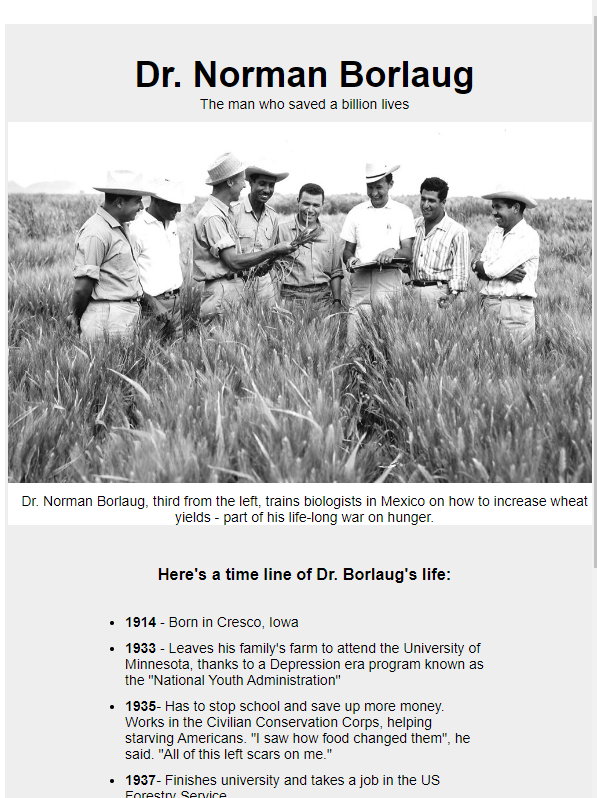 Dr. Norman Borlaug
The man who saved a billion lives
Dr. Norman Borlaug, third from the left, trains biologists in Mexico on how to increase wheat
yields - part of his life-long war on hunger.
Here's a time line of Dr. Borlaug's life:
• 1914 - Born in Cresco, Iowa
• 1933 - Leaves his family's farm to attend the University of
Minnesota, thanks to a Depression era program known as
the "National Youth Administration"
• 1935- Has to stop school and save up more money.
Works in the Civilian Conservation Corps, helping
starving Americans. "I saw how food changed them", he
said. "All of this left scars on me."
• 1937- Finishes university and takes a job in the US
Forestry Service